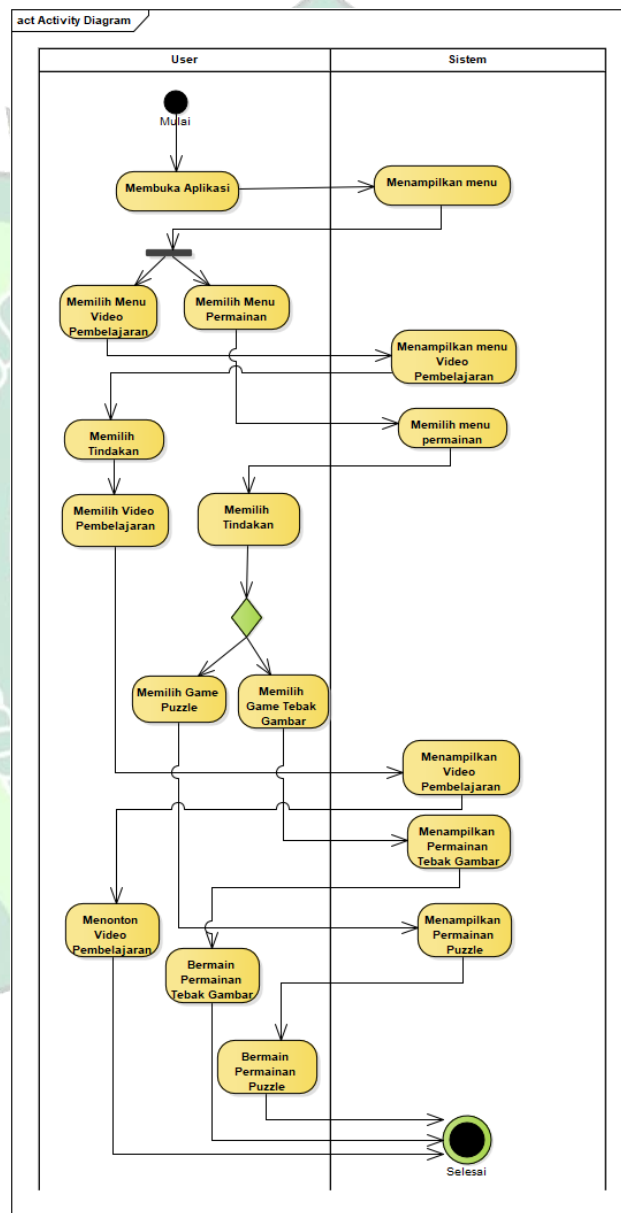 act Activity Diagram
User
Sistem
Mulai
Membuka Aplikasi
Menampilkan menu
Memilih Menu
Video
Pembelajaran
Memilih Menu
Permainan
Menampilkan menu
Video
Pembelajaran
Memilih
Tindakan
Memilih menu
permainan
Memilih Video
Pembelajaran
Memilih
Tindakan
Memilih Game
Puzzle
Memilih
Game Tebak
Gambar
Menampilkan
Video
Pembelajaran
Menampilkan
Permainan
Tebak Gambar
Menonton
Video
Pembelajaran
Menampilkan
Permainan
Puzzle
Bermain
Permainan
Tebak Gambar
Bermain
Permainan
Puzzle
Selesai